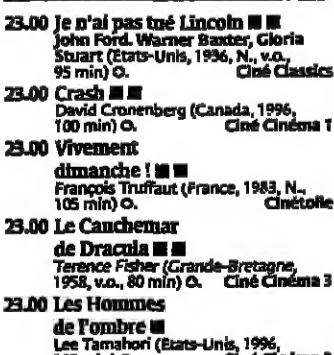 23.00 Je n'ai pas tué Lincoln ■ ■
John Ford. Warner Baxter, Gloria
Stuart (Etats-Unis, 1936, N., v.o.,
95 min) O. Ciné Classics
23.00 Crash ■ ■
David Cronenberg (Canada, 1996,
100 min) O. Ciné Cinéma 1
23.00 Vivement
dimanche ! ■ ■
François Truffaut (France, 1983, N.,
105 min) O. Cinétoile
23.00 Le Cauchemar
de Dracula ■ ■
Terence Fisher (Grande-Bretagne,
1958, v.o., 80 min) O. Ciné Cinéma 3
23.00 Les Hommes
de l'ombre ■
Lee Tamahori (Etats-Unis, 1996,